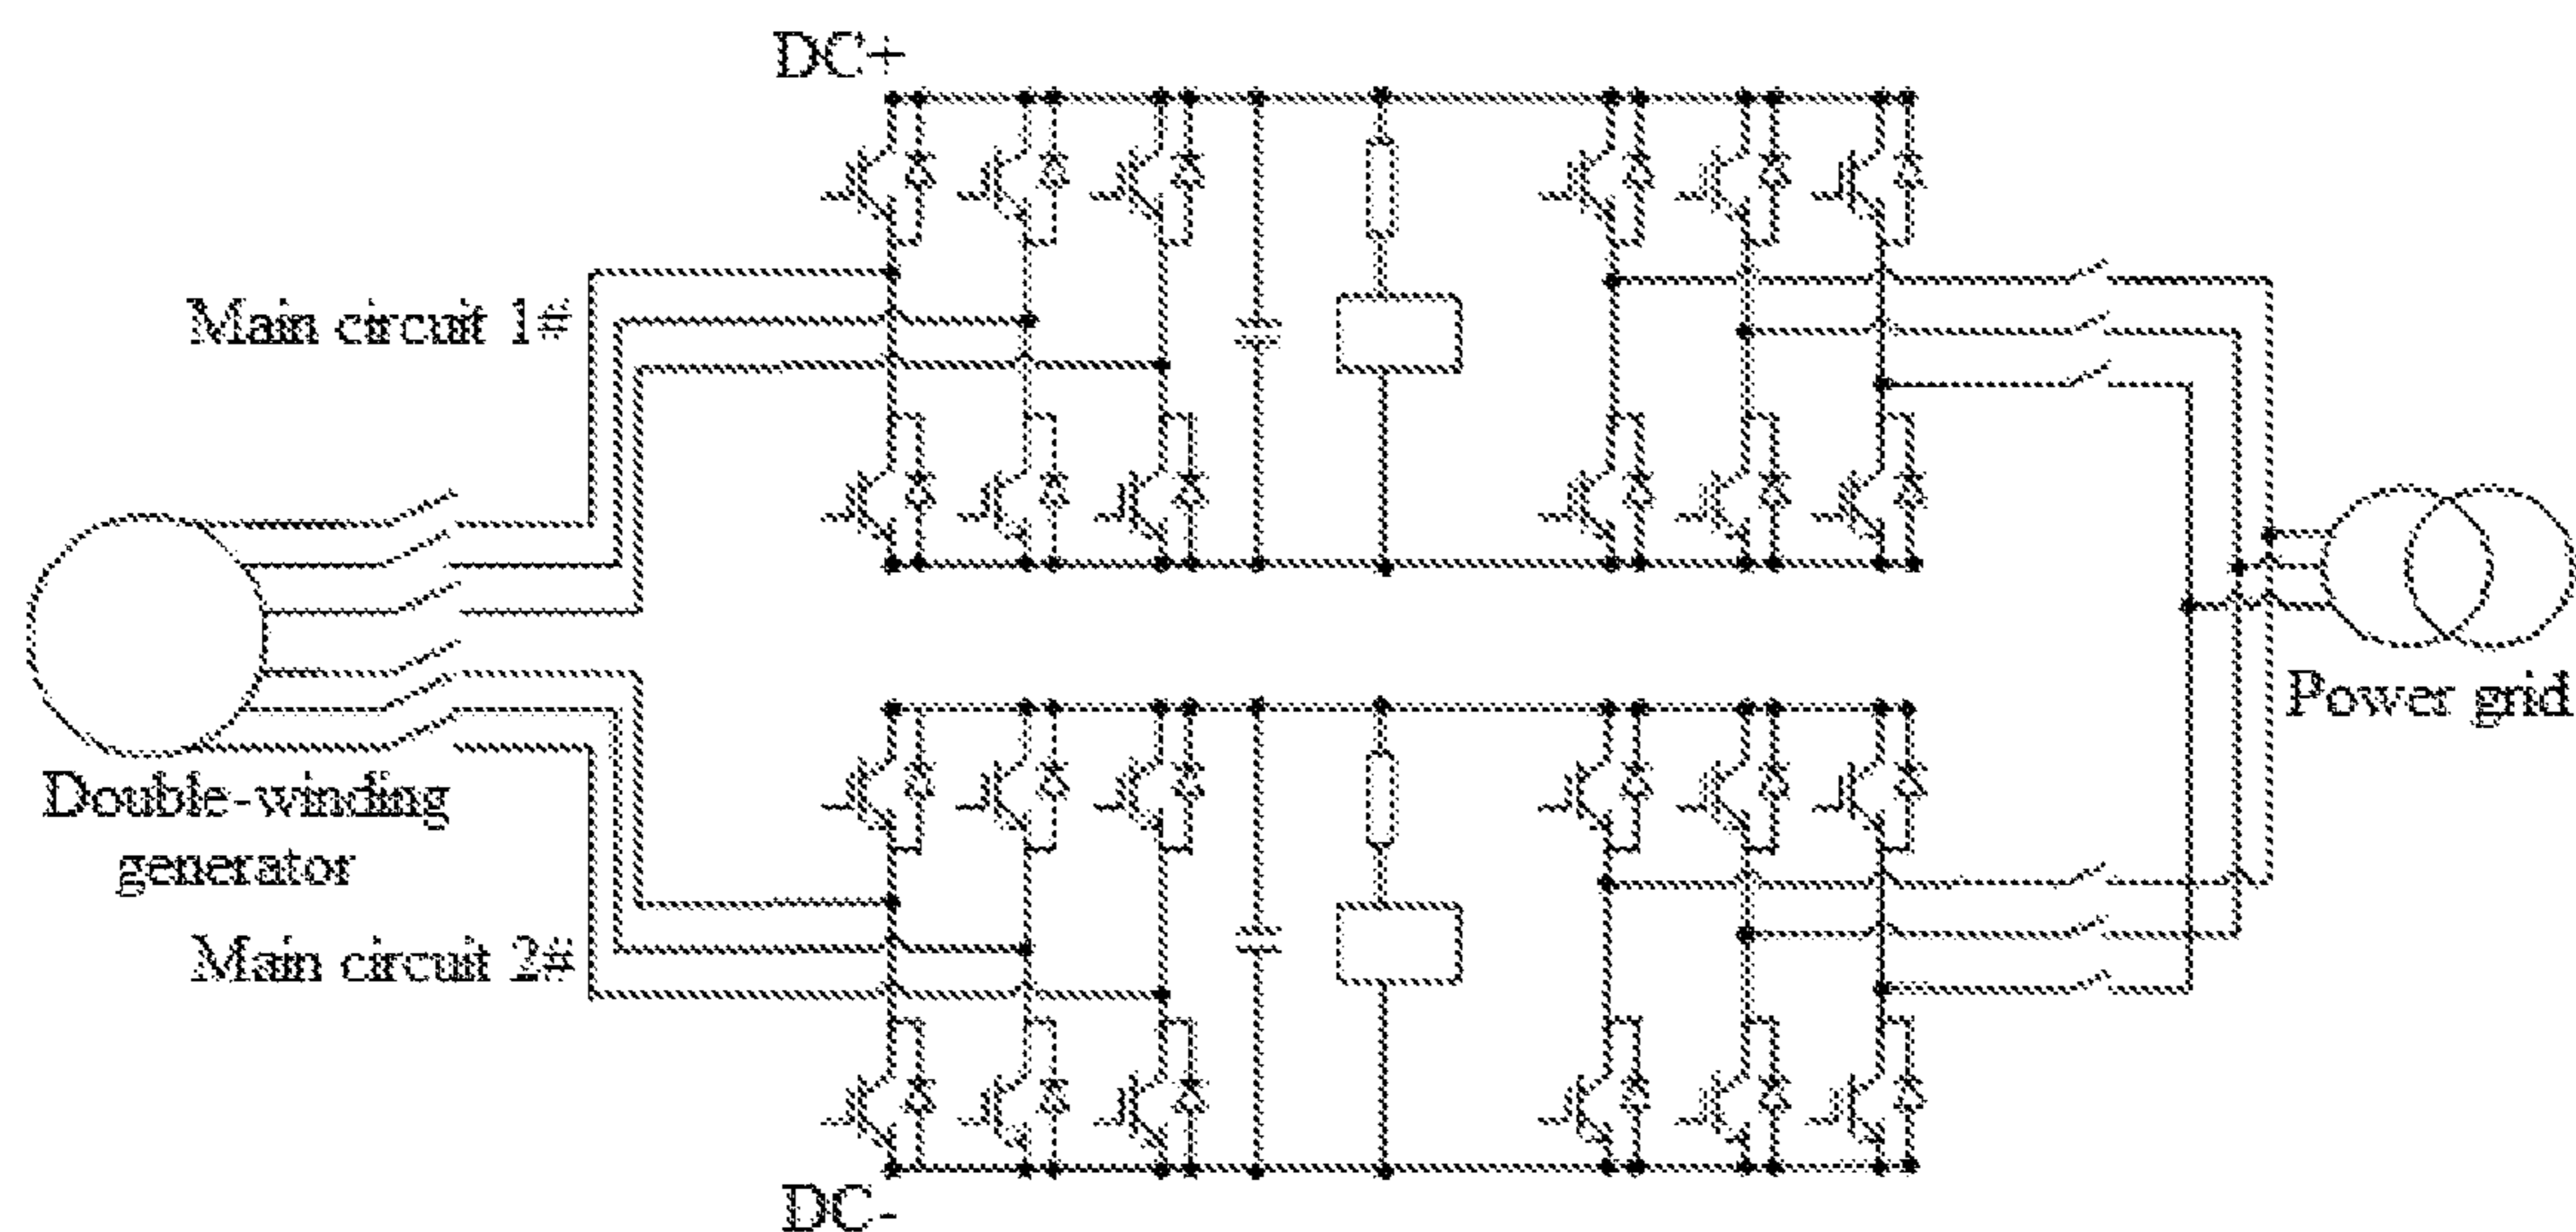 DC+
Main circuit 1#
Power grid
Double-winding
generator
Main circuit 2#
DC-